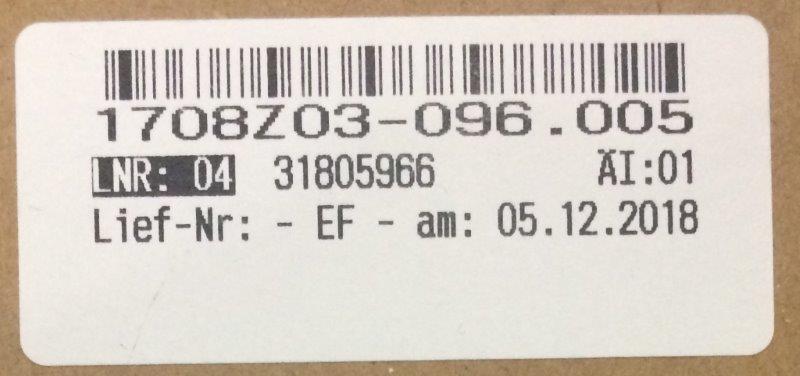 1708Z03-096.005
LNR: 04 31805966 ÄI:01
Lief-Nr: - EF - am: 05.12.2018